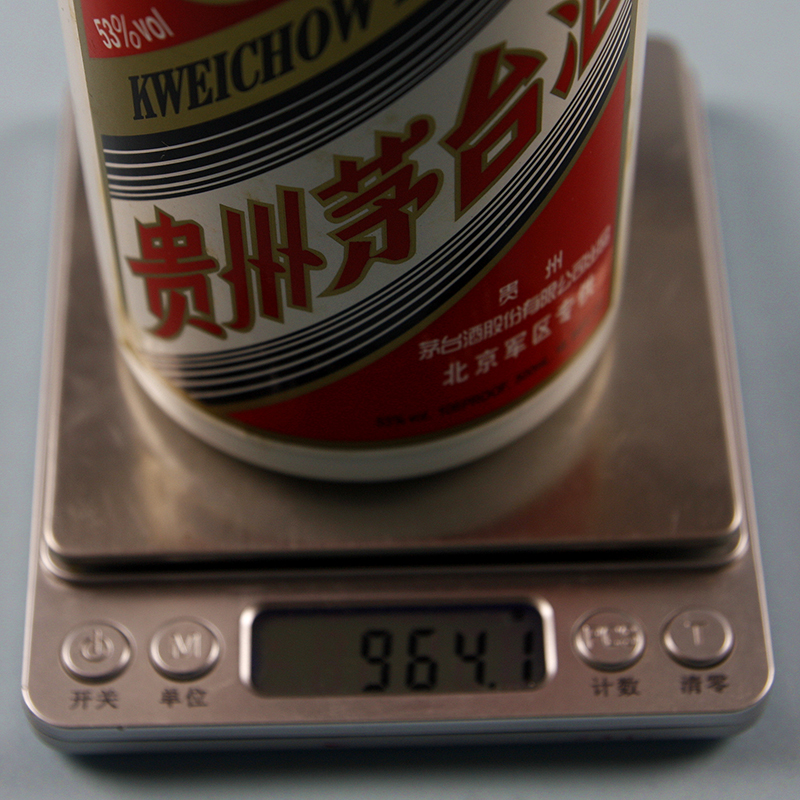 53%vol
KWEICHOW
贵州茅台酒
贵 州
茅台酒股份有限公司出品
北京军区专供
964.1
M
T
开关
单位
计数
清零